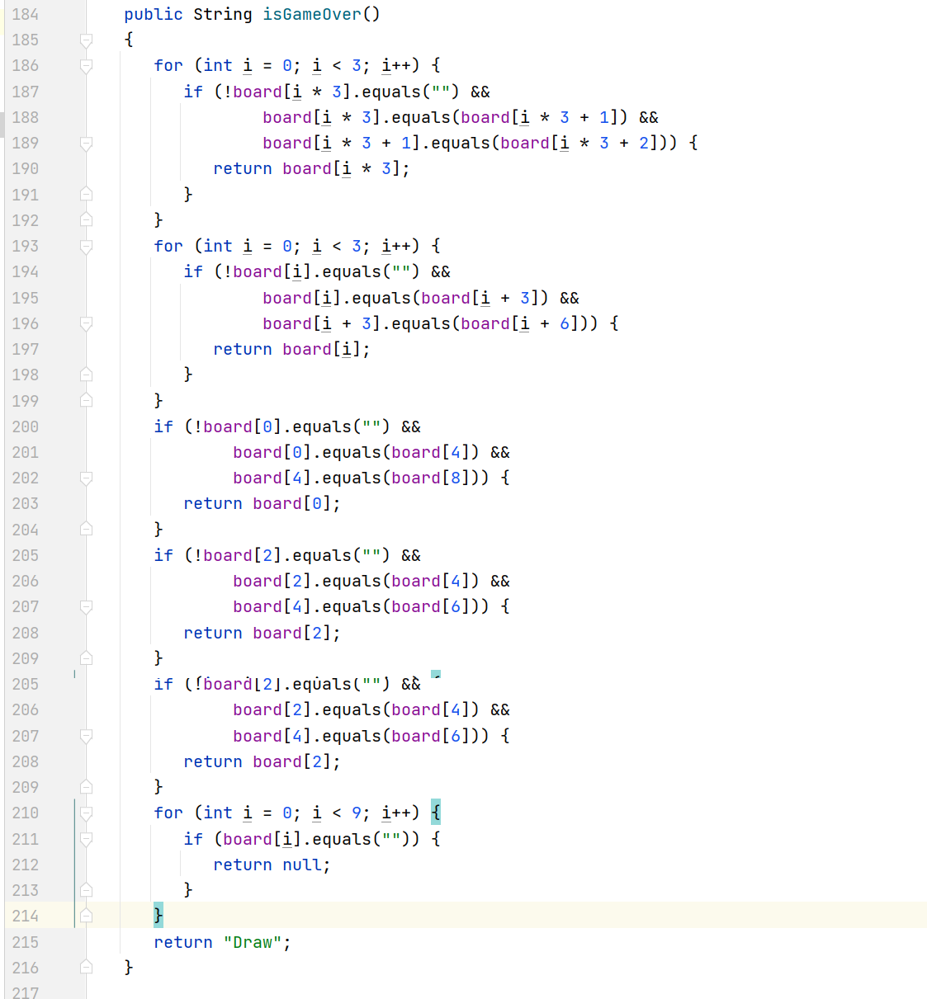 184 public String isGameOver()
185 {
186 for (int i = 0; i < 3; i++) {
187 if (!board[i * 3].equals("") &&
188 board[i * 3].equals(board[i * 3 + 1]) &&
189 board[i * 3 + 1].equals(board[i * 3 + 2])) {
190 return board[i * 3];
191 }
192 }
193 for (int i = 0; i < 3; i++) {
194 if (!board[i].equals("") &&
195 board[i].equals(board[i + 3]) &&
196 board[i + 3].equals(board[i + 6])) {
197 return board[i];
198 }
199 }
200 if (!board[0].equals("") &&
201 board[0].equals(board[4]) &&
202 board[4].equals(board[8])) {
203 return board[0];
204 }
205 if (!board[2].equals("") &&
206 board[2].equals(board[4]) &&
207 board[4].equals(board[6])) {
208 return board[2];
209 }
205 if (!board[2].equals("") &&
206 board[2].equals(board[4]) &&
207 board[4].equals(board[6])) {
208 return board[2];
209 }
210 for (int i = 0; i < 9; i++) {
211 if (board[i].equals("")) {
212 return null;
213 }
214 }
215 return "Draw";
216 }
217